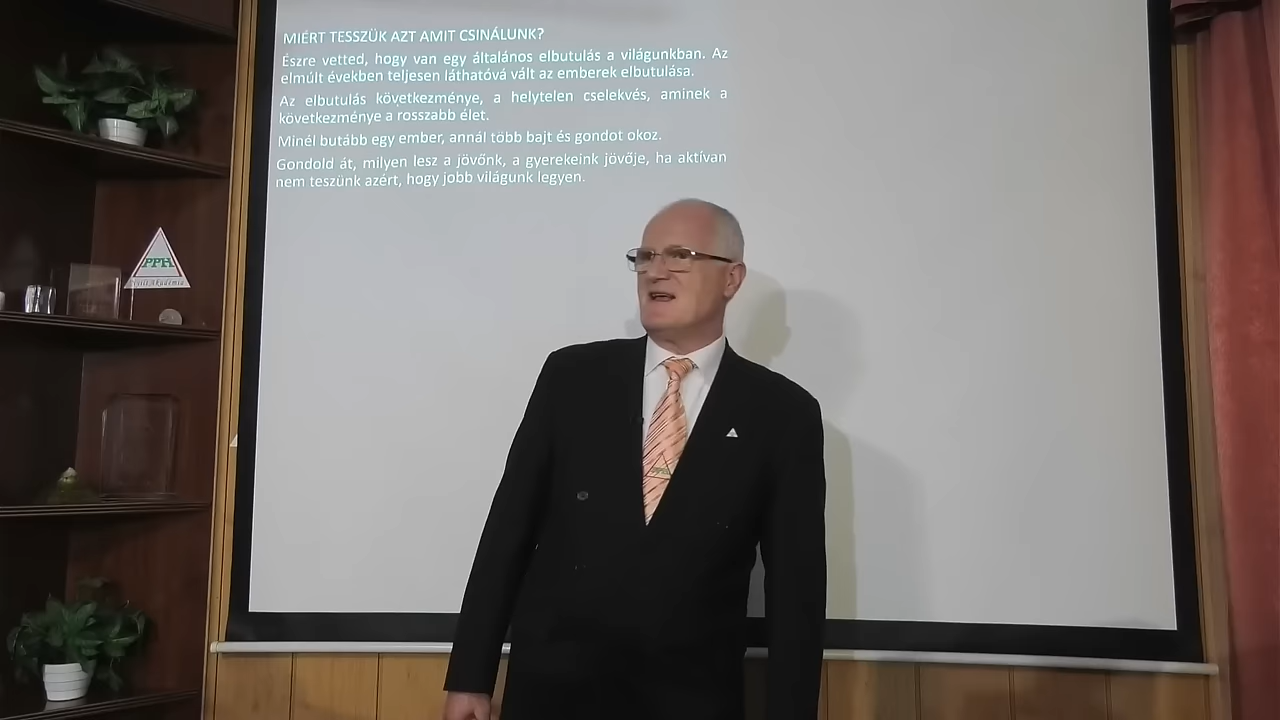 MIÉRT TESSZÜK AZT AMIT CSINÁLUNK?
Észre vetted, hogy van egy általános elbutulás a világunkban. Az
elmúlt években teljesen láthatóvá vált az emberek elbutulása.
Az elbutulás következménye, a helytelen cselekvés, aminek a
következménye a rosszabb élet.
Minél butább egy ember, annál több bajt és gondot okoz.
Gondold át, milyen lesz a jövőnk, a gyerekeink jövője, ha aktívan
nem teszünk azért, hogy jobb világunk legyen.
PPH
PPH